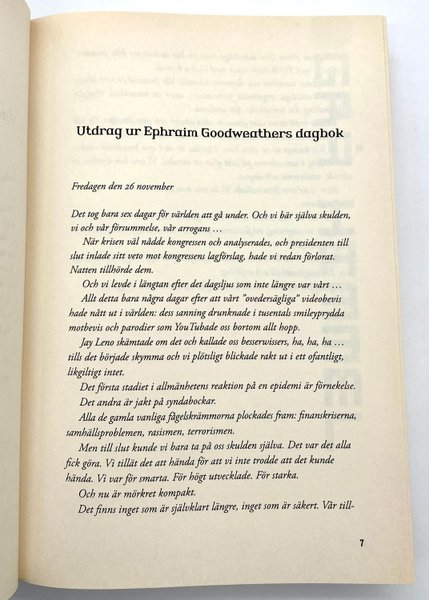 Utdrag ur Ephraim Goodweathers dagbok
Fredagen den 26 november
Det tog bara sex dagar för världen att gå under. Och vi bär själva skulden,
vi och vår försummelse, vår arrogans …
När krisen väl nådde kongressen och analyserades, och presidenten till
slut inlade sitt veto mot kongressens lagförslag, hade vi redan förlorat.
Natten tillhörde dem.
Och vi levde i längtan efter det dagsljus som inte längre var vårt …
Allt detta bara några dagar efter att vårt "ovedersägliga" videobevis
hade nått ut i världen: dess sanning drunknade i tusentals smileyprydda
motbevis och parodier som YouTubade oss bortom allt hopp.
Jay Leno skämtade om det och kallade oss besserwissers, ha, ha, ha …
tills det började skymma och vi plötsligt blickade rakt ut i ett ofantligt,
likgiltigt intet.
Det första stadiet i allmänhetens reaktion på en epidemi är förnekelse.
Det andra är jakt på syndabockar.
Alla de gamla vanliga fågelskrämmorna plockades fram: finanskriserna,
samhällsproblemen, rasismen, terrorismen.
Men till slut kunde vi bara ta på oss skulden själva. Det var det alla
fick göra. Vi tillät det att hända för att vi inte trodde att det kunde
hända. Vi var för smarta. För högt utvecklade. För starka.
Och nu är mörkret kompakt.
Det finns inget som är självklart längre, inget som är säkert. Vår till-
7